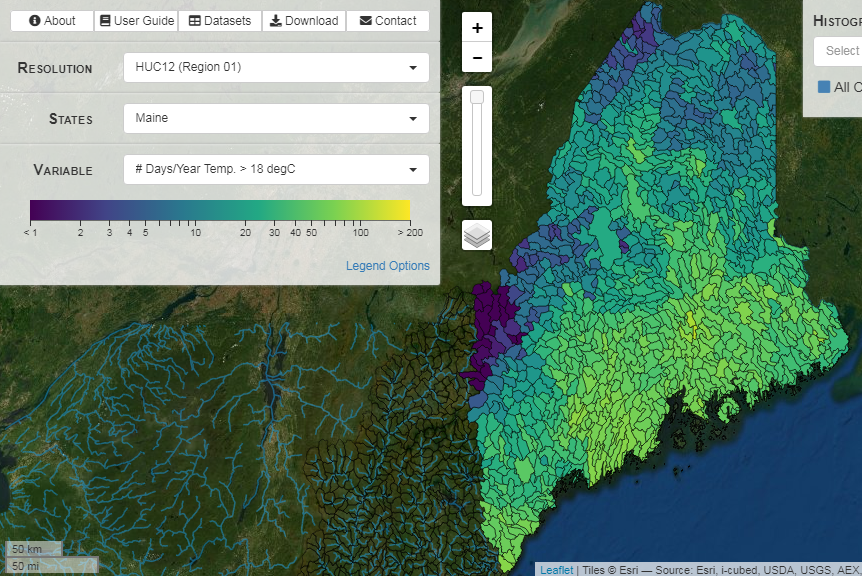 About User Guide Datasets Download Contact
Resolution HUC12 (Region 01)
States Maine
Variable # Days/Year Temp. > 18 degC
< 1 2 3 4 5 10 20 30 40 50 100 > 200
Legend Options
+
−
Histogr
Select
All C
50 km
50 mi
Leaflet | Tiles © Esri — Source: Esri, i-cubed, USDA, USGS, AEX,